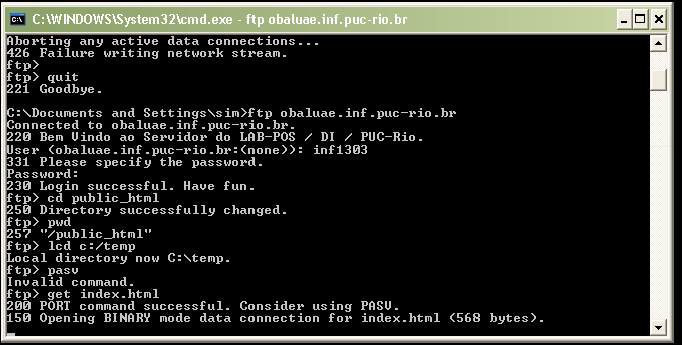 C:\WINDOWS\System32\cmd.exe - ftp obaluae.inf.puc-rio.br
Aborting any active data connections...
426 Failure writing network stream.
ftp>
ftp> quit
221 Goodbye.
C:\Documents and Settings\sim>ftp obaluae.inf.puc-rio.br
Connected to obaluae.inf.puc-rio.br.
220 Bem Vindo ao Servidor do LAB-POS / DI / PUC-Rio.
User (obaluae.inf.puc-rio.br:(none)): inf1303
331 Please specify the password.
Password:
230 Login successful. Have fun.
ftp> cd public_html
250 Directory successfully changed.
ftp> pwd
257 "/public_html"
ftp> lcd c:/temp
Local directory now C:\temp.
ftp> pasv
Invalid command.
ftp> get index.html
200 PORT command successful. Consider using PASV.
150 Opening BINARY mode data connection for index.html (568 bytes).